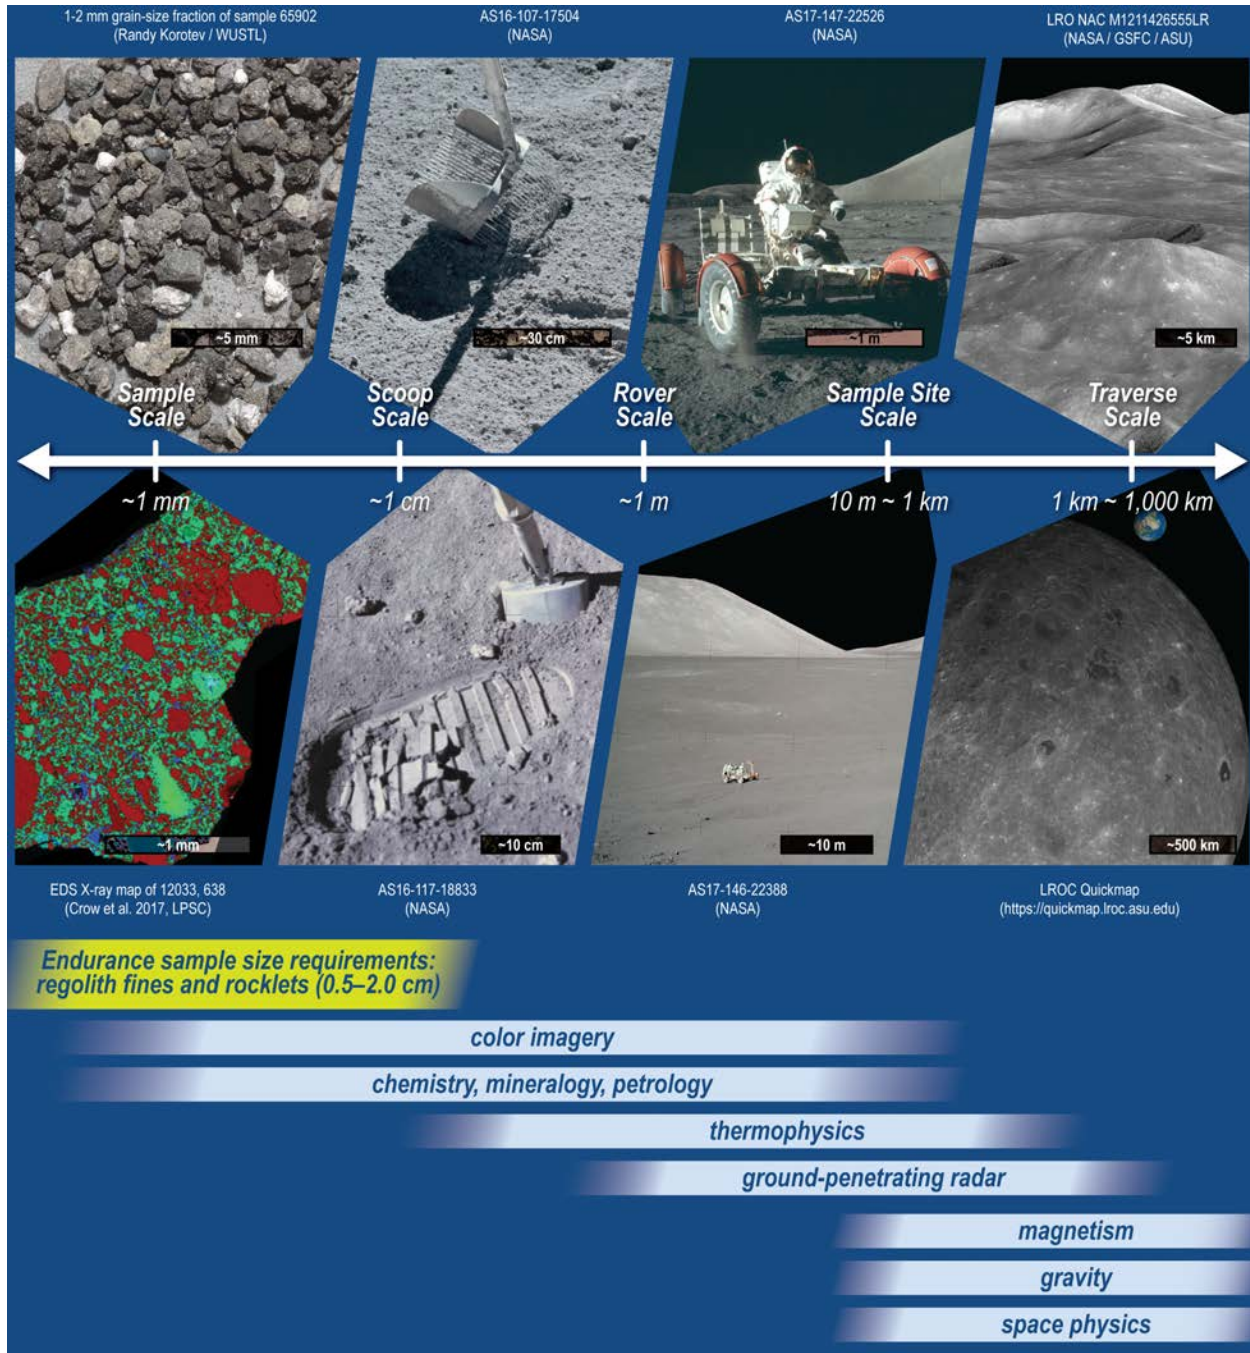 1-2 mm grain-size fraction of sample 65902
(Randy Korotev / WUSTL)
AS16-107-17504
(NASA)
AS17-147-22526
(NASA)
LRO NAC M1211426555LR
(NASA / GSFC / ASU)
~5 mm
~30 cm
~1 m
~5 km
Sample
Scale
Scoop
Scale
Rover
Scale
Sample Site
Scale
Traverse
Scale
~1 mm
~1 cm
~1 m
10 m ~ 1 km
1 km ~ 1,000 km
~1 mm
~10 cm
~10 m
~500 km
EDS X-ray map of 12033, 638
(Crow et al. 2017, LPSC)
AS16-117-18833
(NASA)
AS17-146-22388
(NASA)
LROC Quickmap
(https://quickmap.lroc.asu.edu)
Endurance sample size requirements:
regolith fines and rocklets (0.5–2.0 cm)
color imagery
chemistry, mineralogy, petrology
thermophysics
ground-penetrating radar
magnetism
gravity
space physics